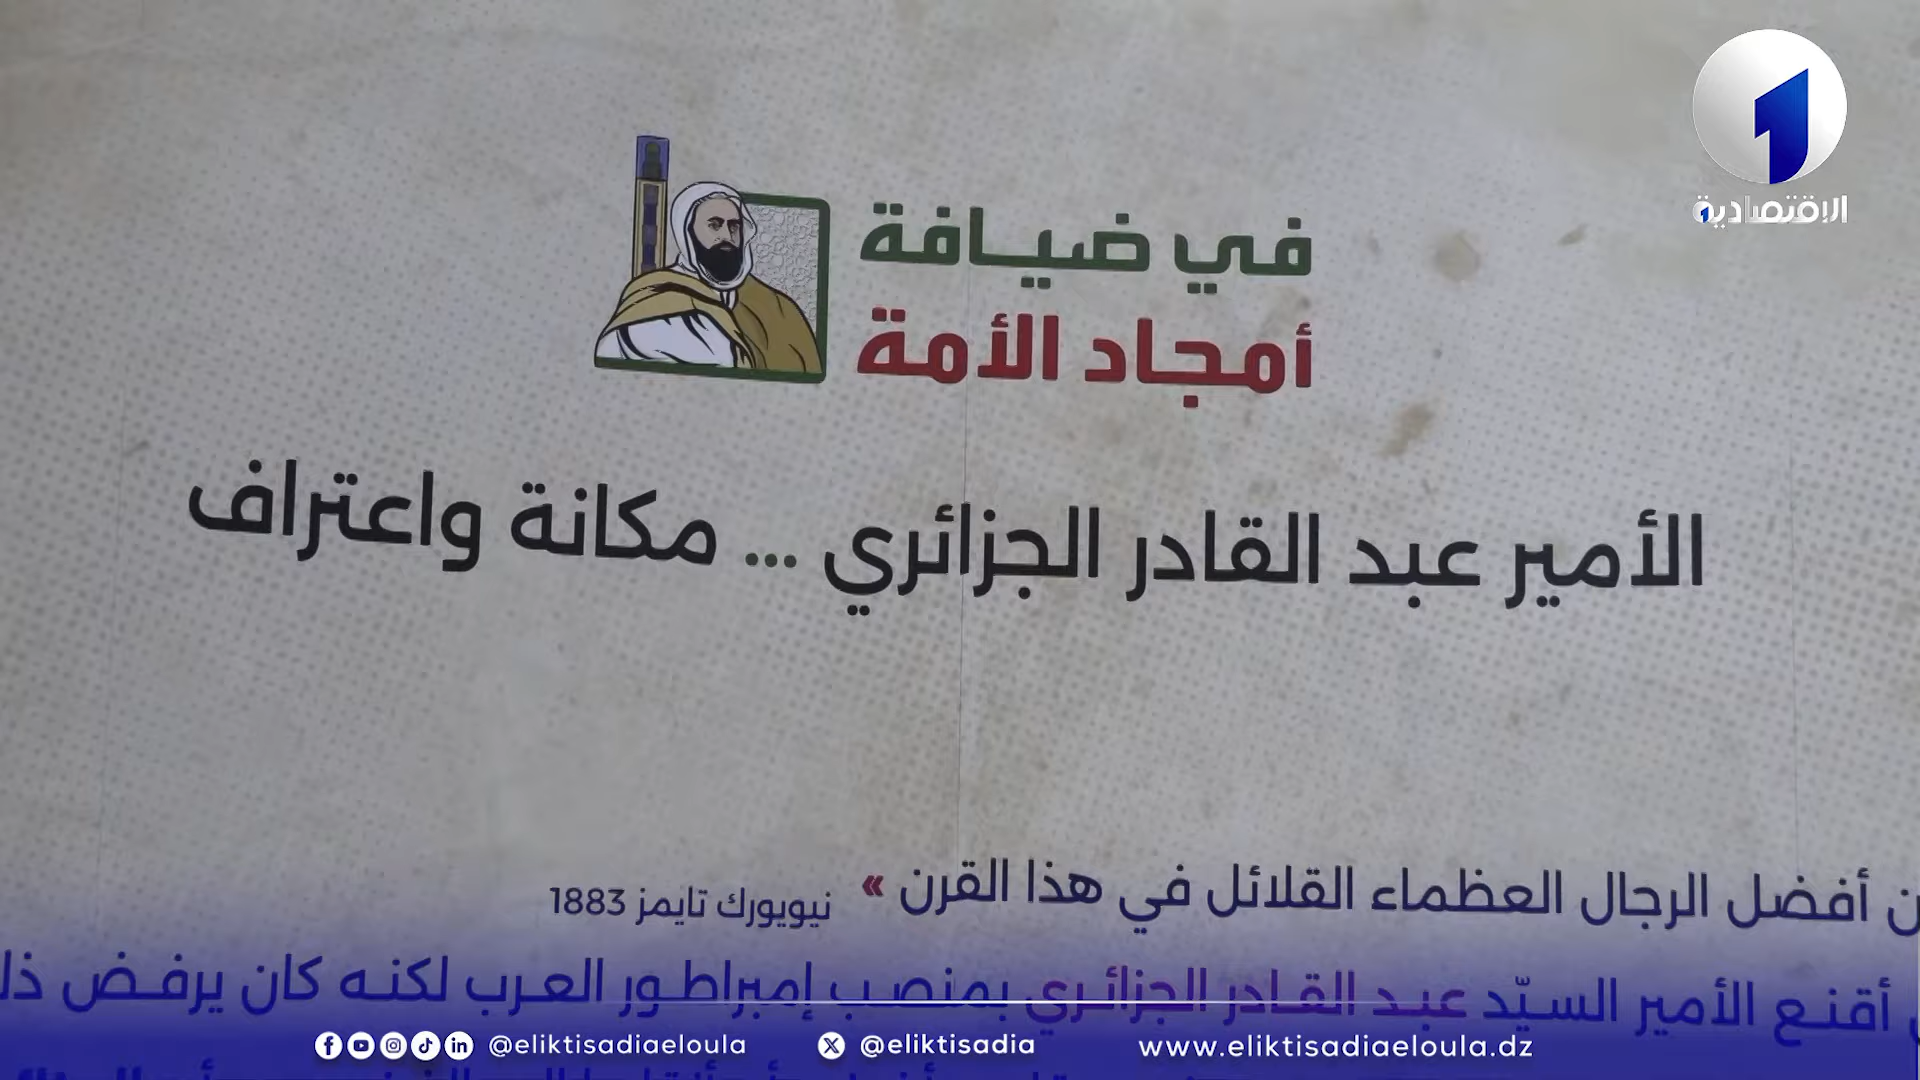 الاقتصادية
في ضيافة
أمجاد الأمة
الأمير عبد القادر الجزائري ... مكانة واعتراف
أفضل الرجال العظماء القلائل في هذا القرن » نيويورك تايمز 1883
أقنع الأمير السيّد عبد القادر الجزائري بمنصب إمبراطور العرب لكنه كان يرفض
@eliktisadiaeloula @eliktisadia www.eliktisadiaeloula.dz